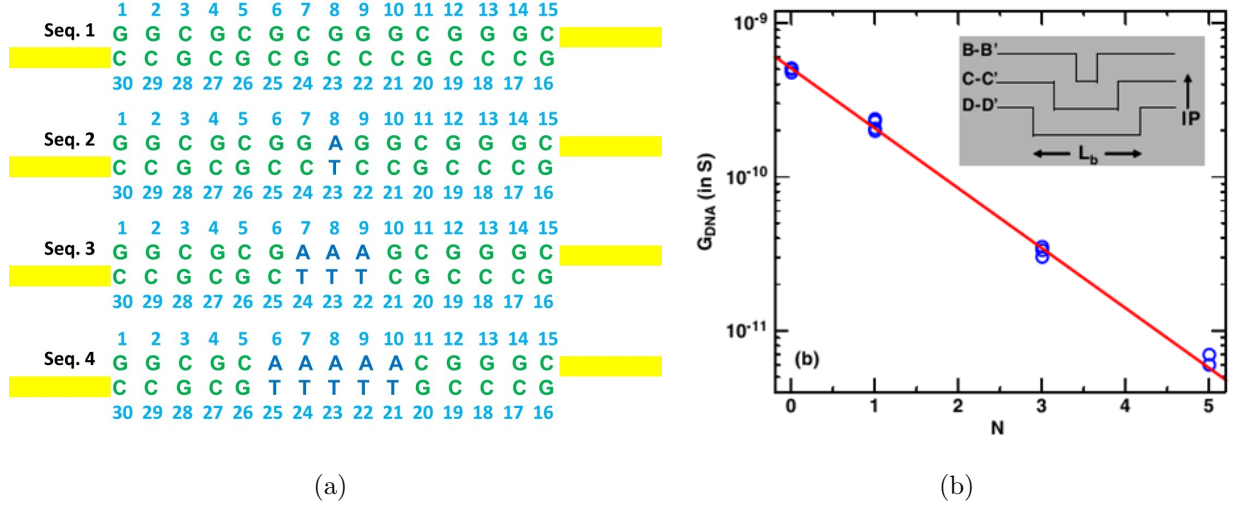 1 2 3 4 5 6 7 8 9 10 11 12 13 14 15
Seq. 1 G G C G C G C G G G C G G G C
C C G C G C G C C C G C C C G
30 29 28 27 26 25 24 23 22 21 20 19 18 17 16
1 2 3 4 5 6 7 8 9 10 11 12 13 14 15
Seq. 2 G G C G C G G A G G C G G G C
C C G C G C C T C C G C C C G
30 29 28 27 26 25 24 23 22 21 20 19 18 17 16
1 2 3 4 5 6 7 8 9 10 11 12 13 14 15
Seq. 3 G G C G C G A A A G C G G G C
C C G C G C T T T C G C C C G
30 29 28 27 26 25 24 23 22 21 20 19 18 17 16
1 2 3 4 5 6 7 8 9 10 11 12 13 14 15
Seq. 4 G G C G C A A A A A C G G G C
C C G C G T T T T T G C C C G
30 29 28 27 26 25 24 23 22 21 20 19 18 17 16
(a)
10⁻⁹
10⁻¹⁰
10⁻¹¹
G_DNA (in S)
B-B'
C-C'
D-D'
IP
L_b
(b)
0 1 2 3 4 5
N
(b)